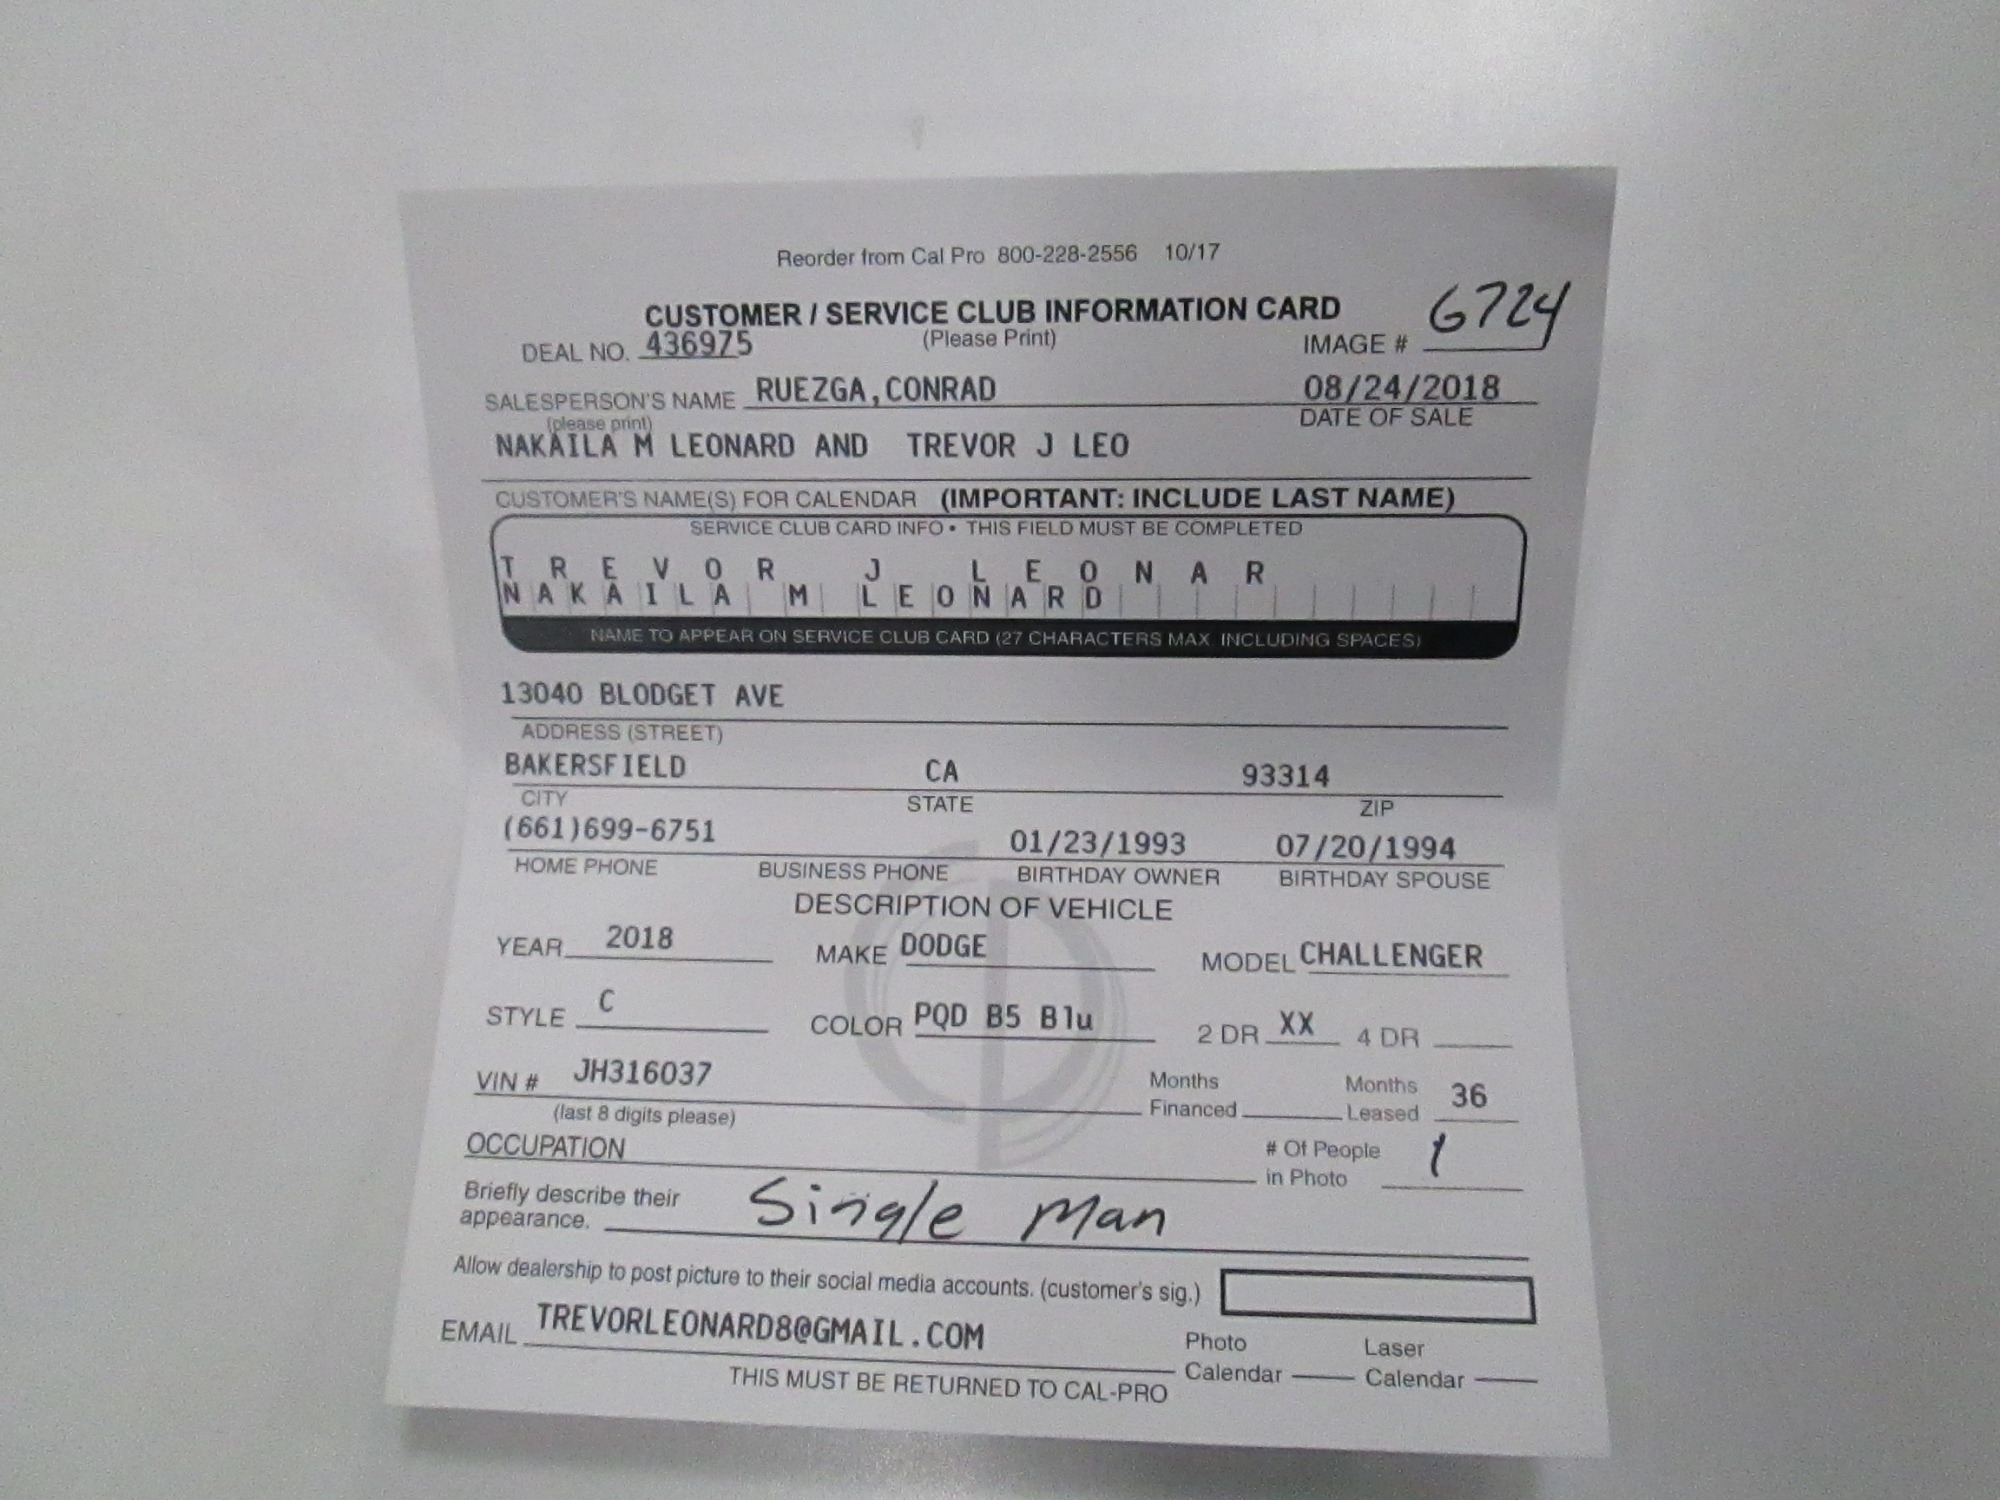 Reorder from Cal Pro 800-228-2556 10/17
CUSTOMER / SERVICE CLUB INFORMATION CARD 6724
DEAL NO. 436975 (Please Print) IMAGE #
SALESPERSON'S NAME RUEZGA,CONRAD 08/24/2018
(please print) DATE OF SALE
NAKAILA M LEONARD AND TREVOR J LEO
CUSTOMER'S NAME(S) FOR CALENDAR (IMPORTANT: INCLUDE LAST NAME)
SERVICE CLUB CARD INFO • THIS FIELD MUST BE COMPLETED
TREVOR J LEONAR
NAKAILA M LEONARD
NAME TO APPEAR ON SERVICE CLUB CARD (27 CHARACTERS MAX. INCLUDING SPACES)
13040 BLODGET AVE
ADDRESS (STREET)
BAKERSFIELD CA 93314
CITY STATE ZIP
(661)699-6751 01/23/1993 07/20/1994
HOME PHONE BUSINESS PHONE BIRTHDAY OWNER BIRTHDAY SPOUSE
DESCRIPTION OF VEHICLE
YEAR 2018 MAKE DODGE MODEL CHALLENGER
STYLE C COLOR PQD B5 Blu 2 DR XX 4 DR
VIN # JH316037 Months Financed Months Leased 36
(last 8 digits please)
OCCUPATION # Of People in Photo 1
Briefly describe their appearance. Single Man
Allow dealership to post picture to their social media accounts. (customer's sig.)
EMAIL TREVORLEONARD8@GMAIL.COM Photo Calendar Laser Calendar
THIS MUST BE RETURNED TO CAL-PRO